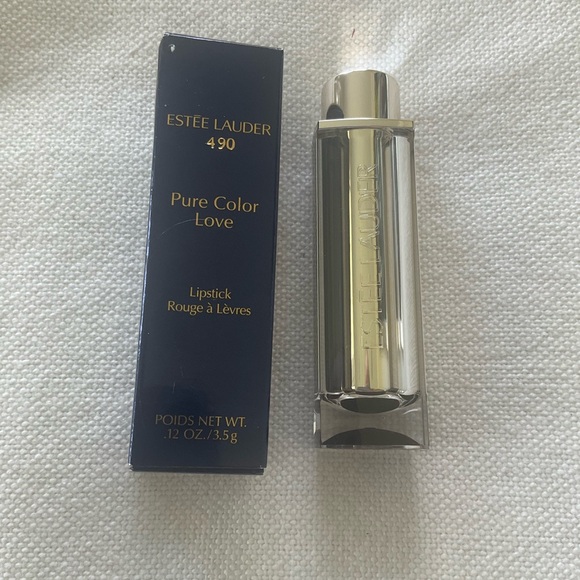 ESTĒE LAUDER
490
Pure Color
Love
Lipstick
Rouge à Lèvres
POIDS NET WT.
.12 OZ./3.5g
ESTĒE LAUDER